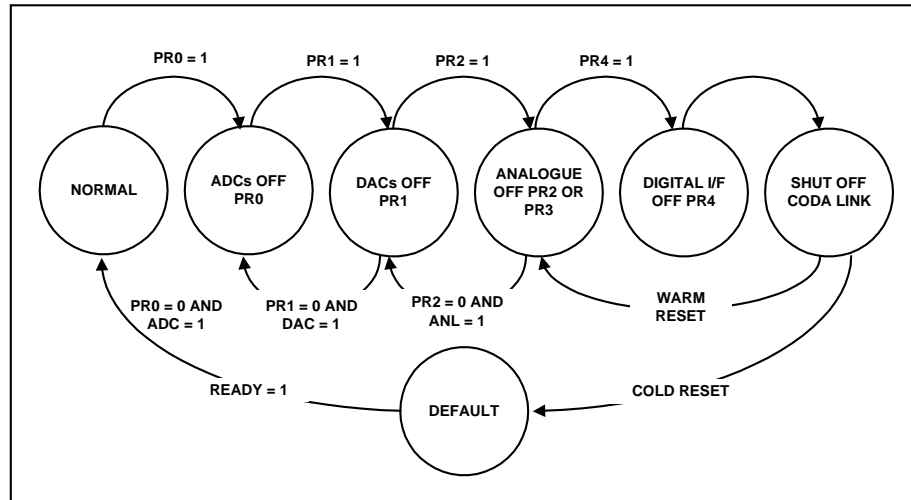 PR0 = 1
PR1 = 1
PR2 = 1
PR4 = 1
NORMAL
ADCs OFF
PR0
DACs OFF
PR1
ANALOGUE
OFF PR2 OR
PR3
DIGITAL I/F
OFF PR4
SHUT OFF
CODA LINK
PR0 = 0 AND
ADC = 1
PR1 = 0 AND
DAC = 1
PR2 = 0 AND
ANL = 1
WARM
RESET
READY = 1
DEFAULT
COLD RESET